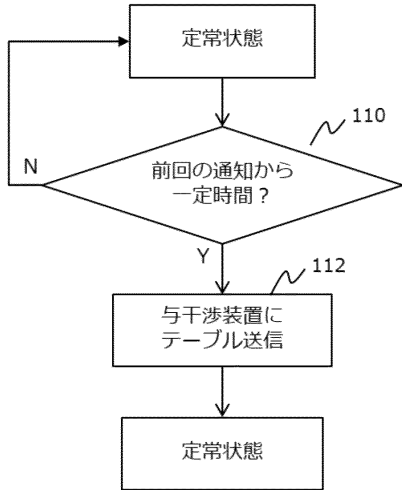 定常状態
110
前回の通知から
一定時間？
N
Y
112
与干渉装置に
テーブル送信
定常状態